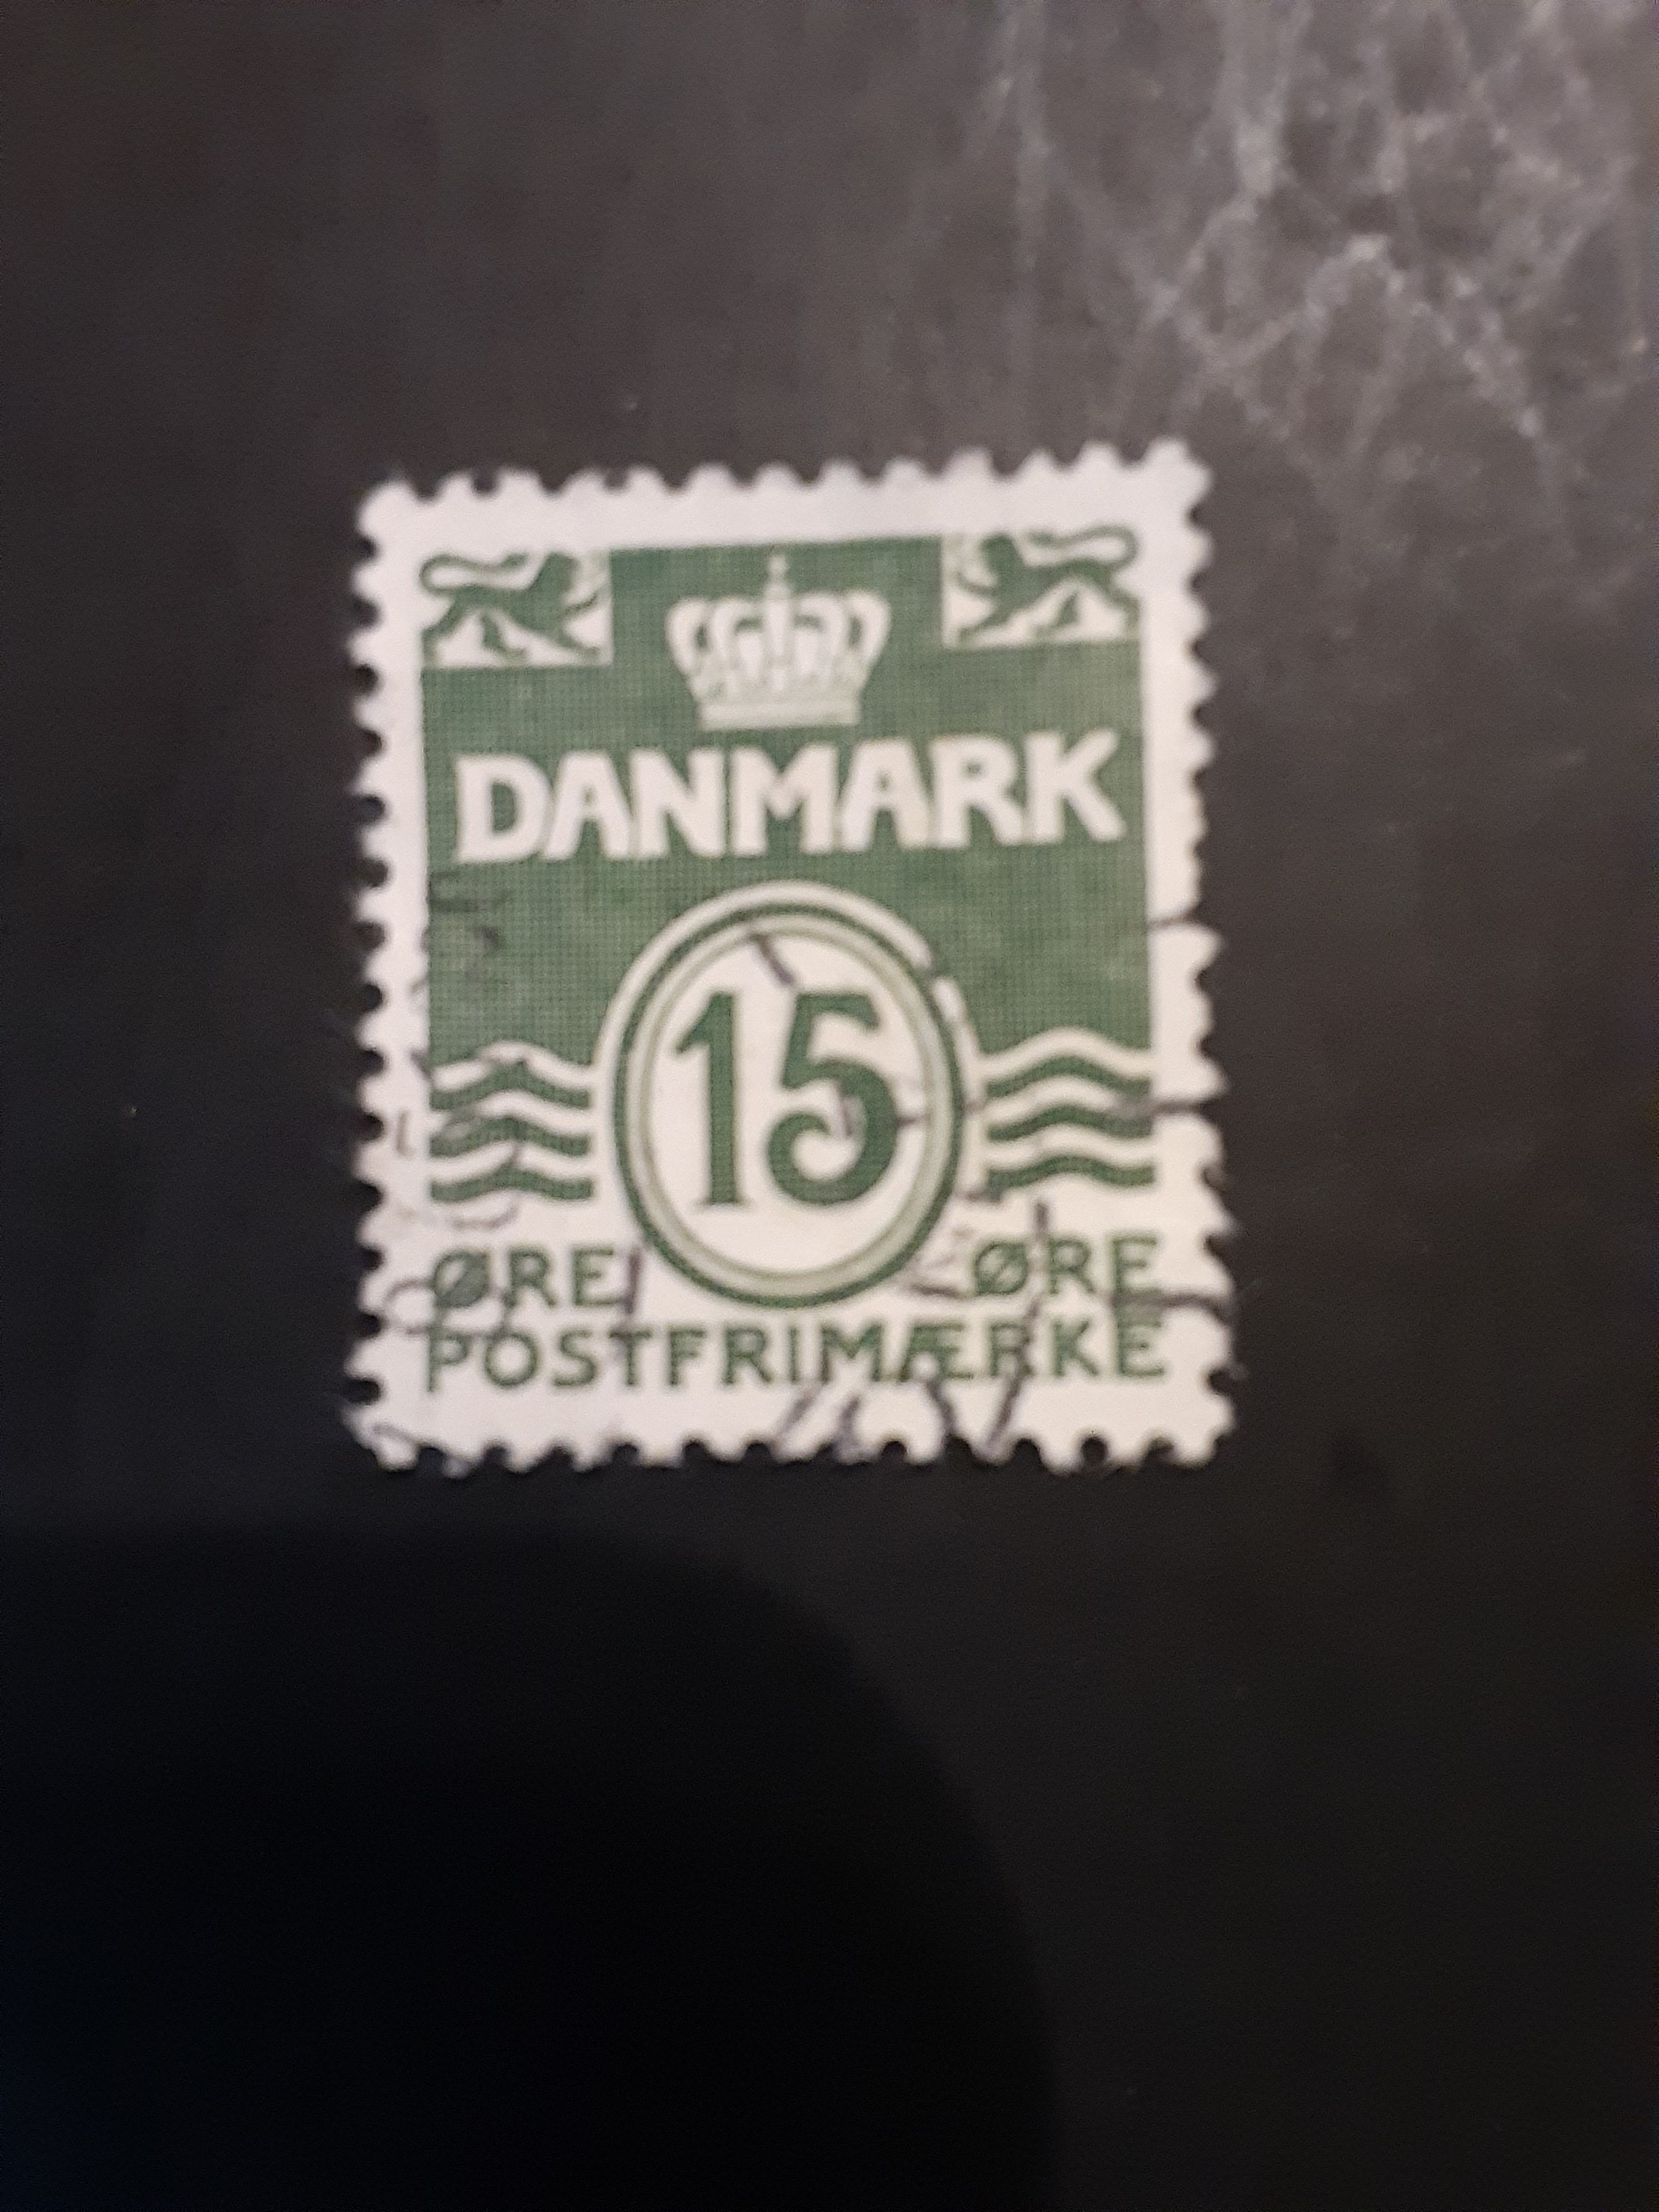 DANMARK
15
ØRE ØRE
POSTFRIMÆRKE